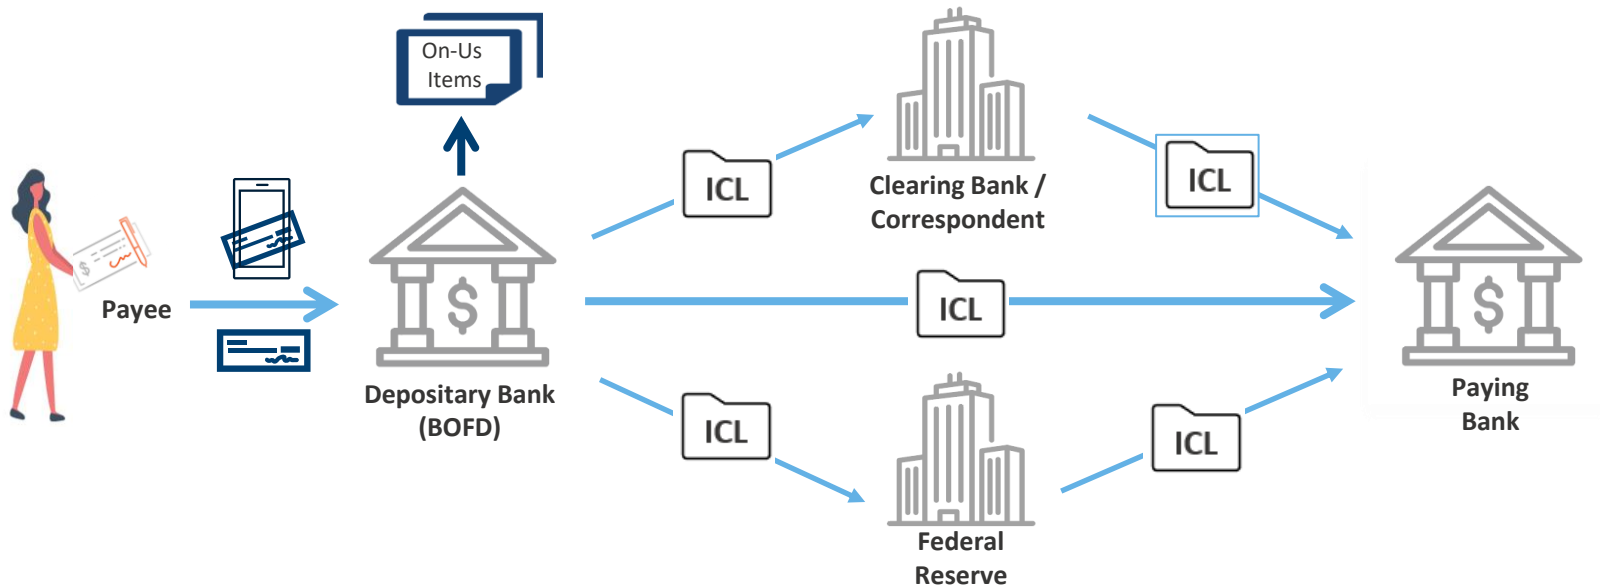 On-Us
Items
Payee
$
$
Depositary Bank
(BOFD)
ICL
Clearing Bank /
Correspondent
ICL
ICL
ICL
Federal
Reserve
ICL
$
Paying
Bank